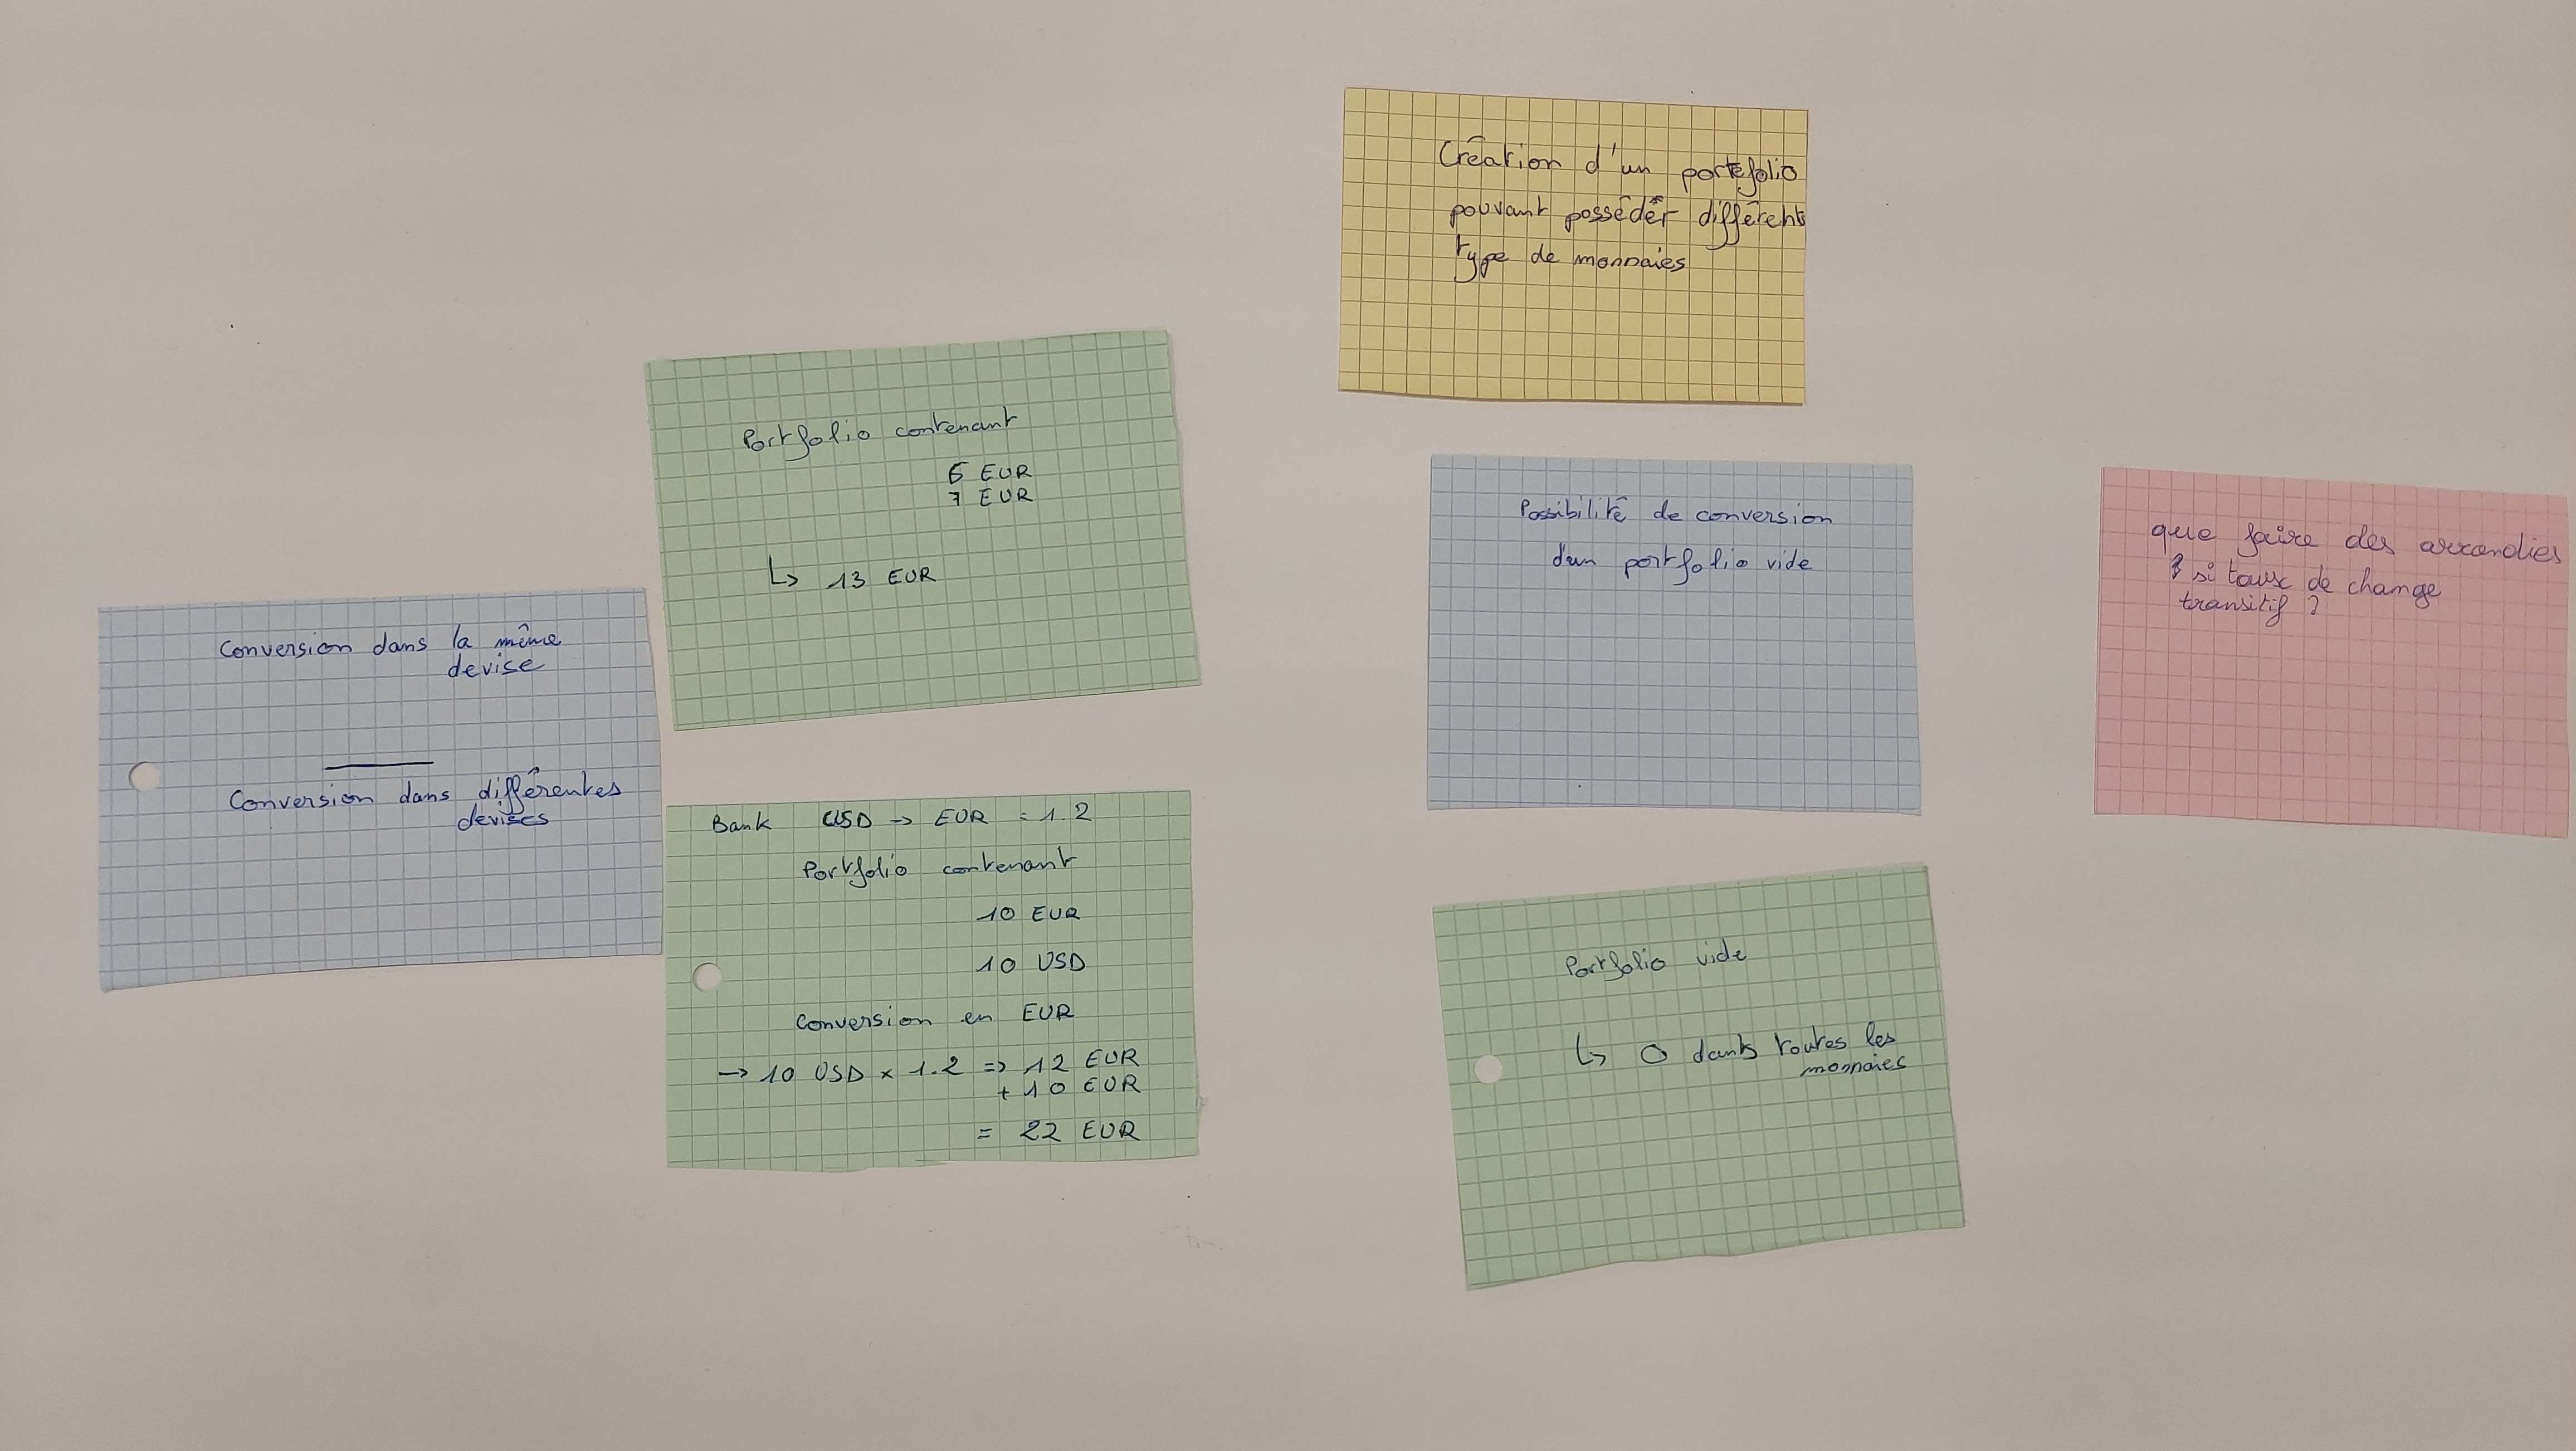 Création d'un portefolio
pouvant posséder différents
type de monnaies
Conversion dans la même
devise
Conversion dans différentes
devises
Portfolio contenant
6 EUR
7 EUR
↳ 13 EUR
Bank USD → EUR = 1.2
Portfolio contenant
10 EUR
10 USD
Conversion en EUR
→ 10 USD x 1.2 => 12 EUR
+ 10 EUR
= 22 EUR
Possibilité de conversion
d'un portfolio vide
Portfolio vide
↳ 0 dans toutes les
monnaies
que faire des arrondies
si taux de change
transitif ?